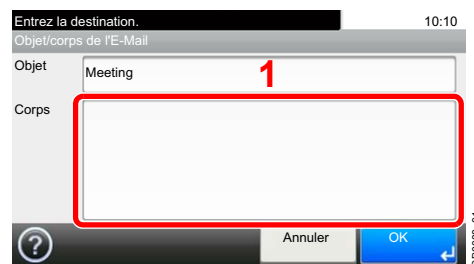 Entrez la destination. 10:10
Objet/corps de l'E-Mail
Objet Meeting 1
Corps
? Annuler OK